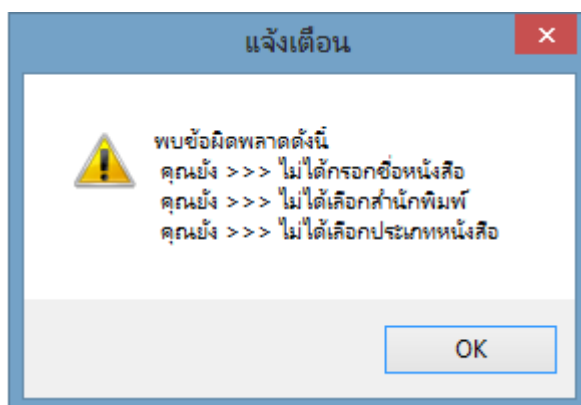 แจ้งเตือน
พบข้อผิดพลาดดังนี้
คุณยัง >>> ไม่ได้กรอกชื่อหนังสือ
คุณยัง >>> ไม่ได้เลือกสำนักพิมพ์
คุณยัง >>> ไม่ได้เลือกประเภทหนังสือ
OK